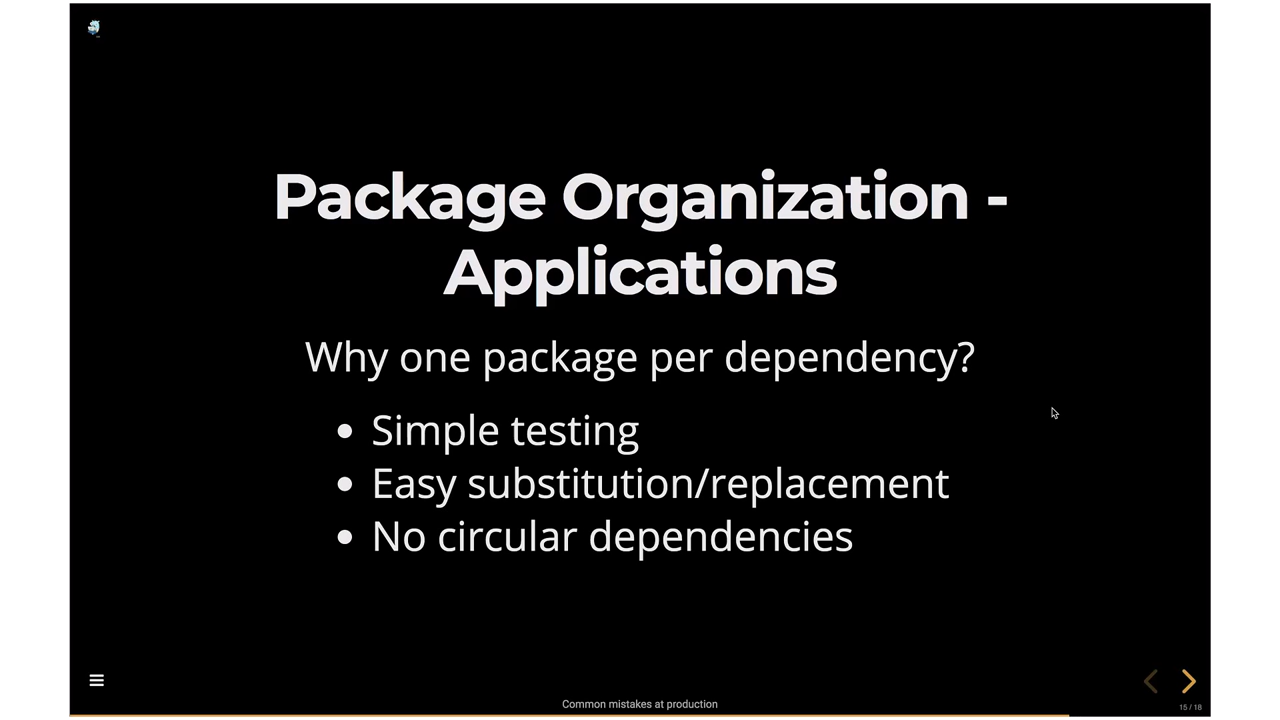 Package Organization -
Applications
Why one package per dependency?
• Simple testing
• Easy substitution/replacement
• No circular dependencies
Common mistakes at production
15 / 18